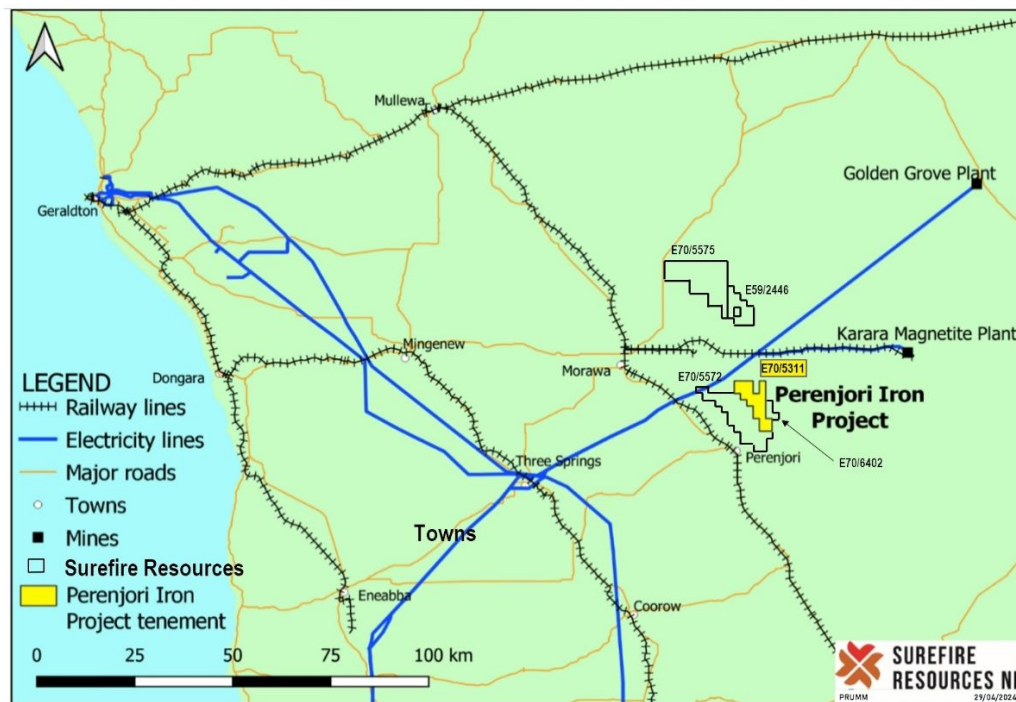 Mullewa
Golden Grove Plant
Geraldton
E70/5575
E59/2446
Mingenew
Karara Magnetite Plant
Morawa
E70/5311
E70/5572
Dongara
Perenjori Iron
Project
Perenjori
E70/6402
Three Springs
Towns
Eneabba
Coorow
LEGEND
Railway lines
Electricity lines
Major roads
Towns
Mines
Surefire Resources
Perenjori Iron
Project tenement
0 25 50 75 100 km
SUREFIRE
RESOURCES NL
PRUMM 29/04/2024